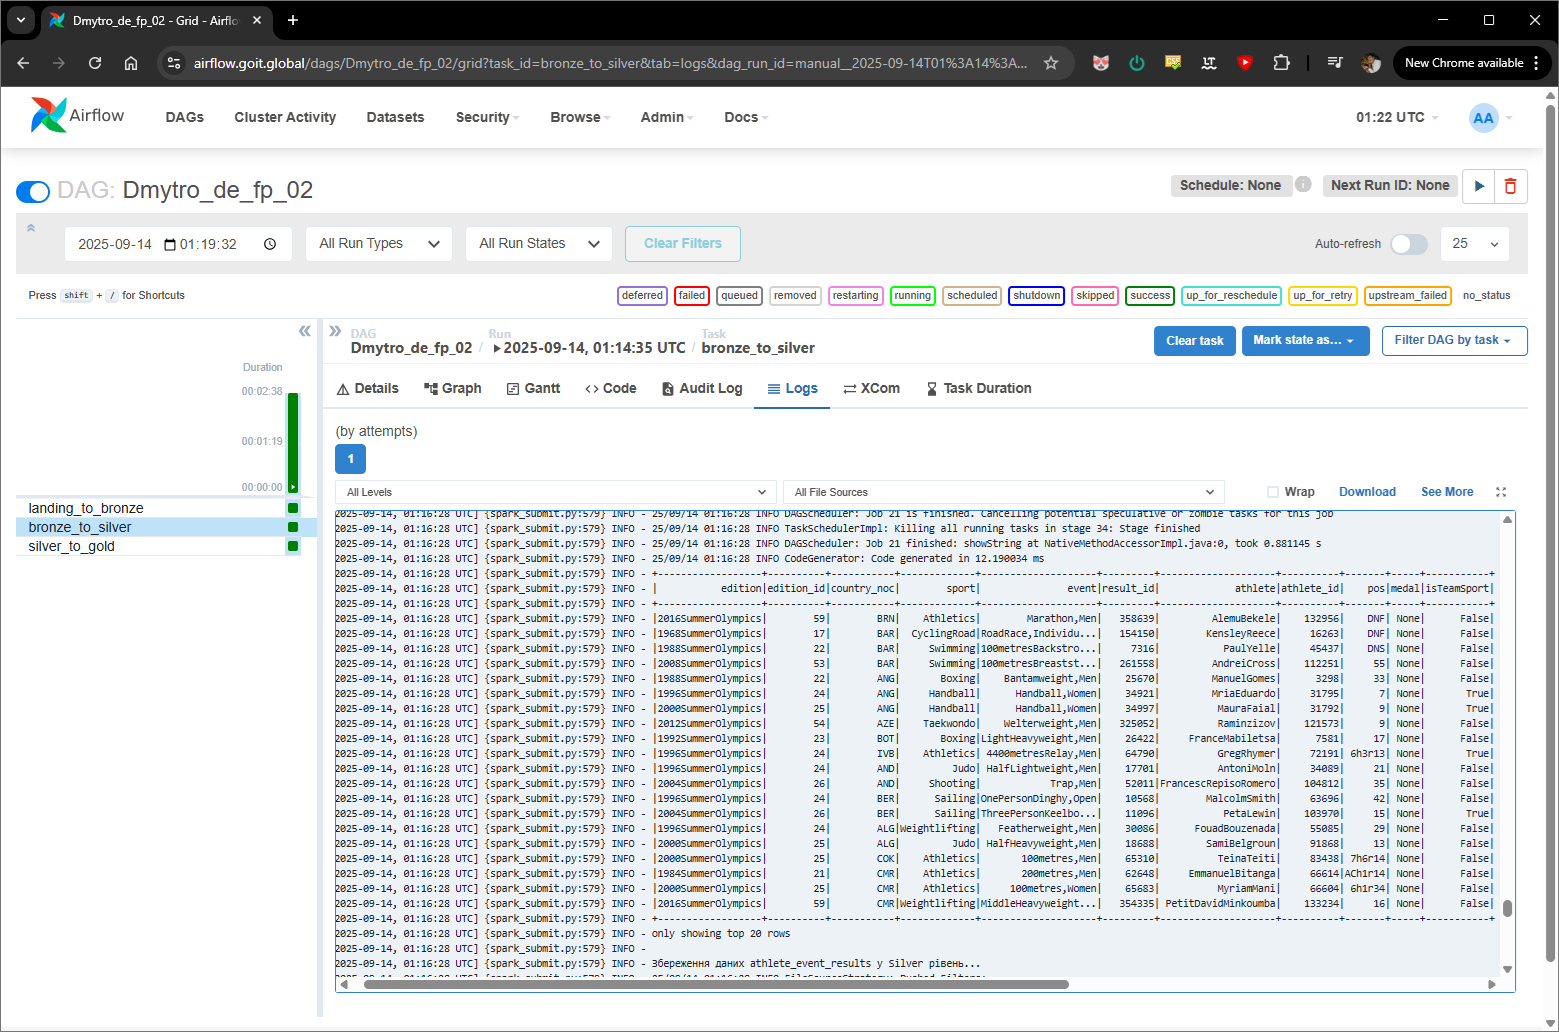 Dmytro_de_fp_02 - Grid - Airflo
airflow.goit.global/dags/Dmytro_de_fp_02/grid?task_id=bronze_to_silver&tab=logs&dag_run_id=manual__2025-09-14T01%3A14%3A...
New Chrome available
Airflow DAGs Cluster Activity Datasets Security Browse Admin Docs 01:22 UTC AA
DAG: Dmytro_de_fp_02 Schedule: None Next Run ID: None
2025-09-14 01:19:32 All Run Types All Run States Clear Filters Auto-refresh 25
Press shift + / for Shortcuts deferred failed queued removed restarting running scheduled shutdown skipped success up_for_reschedule up_for_retry upstream_failed no_status
DAG Run Task
Dmytro_de_fp_02 / 2025-09-14, 01:14:35 UTC / bronze_to_silver Clear task Mark state as... Filter DAG by task
Duration
00:02:38
00:01:19
00:00:00
landing_to_bronze
bronze_to_silver
silver_to_gold
Details Graph Gantt Code Audit Log Logs XCom Task Duration
(by attempts)
1
All Levels All File Sources Wrap Download See More
2025-09-14, 01:16:28 UTC] {spark_submit.py:579} INFO - 25/09/14 01:16:28 INFO DAGScheduler: Job 21 is finished. Cancelling potential speculative or zombie tasks for this job
2025-09-14, 01:16:28 UTC] {spark_submit.py:579} INFO - 25/09/14 01:16:28 INFO TaskSchedulerImpl: Killing all running tasks in stage 34: Stage finished
2025-09-14, 01:16:28 UTC] {spark_submit.py:579} INFO - 25/09/14 01:16:28 INFO DAGScheduler: Job 21 finished: showString at NativeMethodAccessorImpl.java:0, took 0.881145 s
2025-09-14, 01:16:28 UTC] {spark_submit.py:579} INFO - 25/09/14 01:16:28 INFO CodeGenerator: Code generated in 12.190034 ms
2025-09-14, 01:16:28 UTC] {spark_submit.py:579} INFO - +-----------------+----------+-----------+-------------+--------------------+---------+--------------------+----------+-------+-----+-----------+
2025-09-14, 01:16:28 UTC] {spark_submit.py:579} INFO - | edition|edition_id|country_noc| sport| event|result_id| athlete|athlete_id| pos|medal|isTeamSport|
2025-09-14, 01:16:28 UTC] {spark_submit.py:579} INFO - +-----------------+----------+-----------+-------------+--------------------+---------+--------------------+----------+-------+-----+-----------+
2025-09-14, 01:16:28 UTC] {spark_submit.py:579} INFO - |2016SummerOlympics| 59| BRN| Athletics| Marathon,Men| 358639| AlemuBekele| 132956| DNF| None| False|
2025-09-14, 01:16:28 UTC] {spark_submit.py:579} INFO - |1968SummerOlympics| 17| BAR| CyclingRoad|RoadRace,Individu...| 154150| KensleyReece| 16263| DNF| None| False|
2025-09-14, 01:16:28 UTC] {spark_submit.py:579} INFO - |1988SummerOlympics| 22| BAR| Swimming|100metresBackstro...| 7316| PaulYelle| 45437| DNS| None| False|
2025-09-14, 01:16:28 UTC] {spark_submit.py:579} INFO - |2008SummerOlympics| 53| BAR| Swimming|100metresBreastst...| 261558| AndreiCross| 112251| 55| None| False|
2025-09-14, 01:16:28 UTC] {spark_submit.py:579} INFO - |1988SummerOlympics| 22| ANG| Boxing| Bantamweight,Men| 25670| ManuelGomes| 3298| 33| None| False|
2025-09-14, 01:16:28 UTC] {spark_submit.py:579} INFO - |1996SummerOlympics| 24| ANG| Handball| Handball,Women| 34921| MriaEduardo| 31795| 7| None| True|
2025-09-14, 01:16:28 UTC] {spark_submit.py:579} INFO - |2000SummerOlympics| 25| ANG| Handball| Handball,Women| 34997| MauraFaial| 31792| 9| None| True|
2025-09-14, 01:16:28 UTC] {spark_submit.py:579} INFO - |2012SummerOlympics| 54| AZE| Taekwondo| Welterweight,Men| 325052| Raminzizov| 121573| 9| None| False|
2025-09-14, 01:16:28 UTC] {spark_submit.py:579} INFO - |1992SummerOlympics| 23| BOT| Boxing|LightHeavyweight,Men| 26422| FranceMabiletsa| 7581| 17| None| False|
2025-09-14, 01:16:28 UTC] {spark_submit.py:579} INFO - |1996SummerOlympics| 24| IVB| Athletics| 4400metresRelay,Men| 64790| GregRhymer| 72191| 6h3r13| None| True|
2025-09-14, 01:16:28 UTC] {spark_submit.py:579} INFO - |1996SummerOlympics| 24| AND| Judo| HalfLightweight,Men| 17701| AntoniMoln| 34089| 21| None| False|
2025-09-14, 01:16:28 UTC] {spark_submit.py:579} INFO - |2004SummerOlympics| 26| AND| Shooting| Trap,Men| 52011|FrancescRepisoRomero| 104812| 35| None| False|
2025-09-14, 01:16:28 UTC] {spark_submit.py:579} INFO - |1996SummerOlympics| 24| BER| Sailing|OnePersonDinghy,Open| 10568| MalcolmSmith| 63696| 42| None| False|
2025-09-14, 01:16:28 UTC] {spark_submit.py:579} INFO - |2004SummerOlympics| 26| BER| Sailing|ThreePersonKeelbo...| 11096| PetaLewin| 103970| 15| None| True|
2025-09-14, 01:16:28 UTC] {spark_submit.py:579} INFO - |1996SummerOlympics| 24| ALG|Weightlifting| Featherweight,Men| 30086| FouadBouzenada| 55085| 29| None| False|
2025-09-14, 01:16:28 UTC] {spark_submit.py:579} INFO - |2000SummerOlympics| 25| ALG| Judo| HalfHeavyweight,Men| 18688| SamiBelgroun| 91868| 13| None| False|
2025-09-14, 01:16:28 UTC] {spark_submit.py:579} INFO - |2000SummerOlympics| 25| COK| Athletics| 100metres,Men| 65310| TeinaTeiti| 83438| 7h6r14| None| False|
2025-09-14, 01:16:28 UTC] {spark_submit.py:579} INFO - |1984SummerOlympics| 21| CMR| Athletics| 200metres,Men| 62648| EmmanuelBitanga| 66614|ACh1r14| None| False|
2025-09-14, 01:16:28 UTC] {spark_submit.py:579} INFO - |2000SummerOlympics| 25| CMR| Athletics| 100metres,Women| 65683| MyriamMani| 66604| 6h1r34| None| False|
2025-09-14, 01:16:28 UTC] {spark_submit.py:579} INFO - |2016SummerOlympics| 59| CMR|Weightlifting|MiddleHeavyweight...| 354335| PetitDavidMinkoumba| 133234| 16| None| False|
2025-09-14, 01:16:28 UTC] {spark_submit.py:579} INFO - +-----------------+----------+-----------+-------------+--------------------+---------+--------------------+----------+-------+-----+-----------+
2025-09-14, 01:16:28 UTC] {spark_submit.py:579} INFO - only showing top 20 rows
2025-09-14, 01:16:28 UTC] {spark_submit.py:579} INFO -
2025-09-14, 01:16:28 UTC] {spark_submit.py:579} INFO - Збереження даних athlete_event_results у Silver рівень...
2025-09-14, 01:16:28 UTC] {spark_submit.py:579} INFO - 25/09/14 01:16:28 INFO FileSourceStrategy: Pushed Filters: